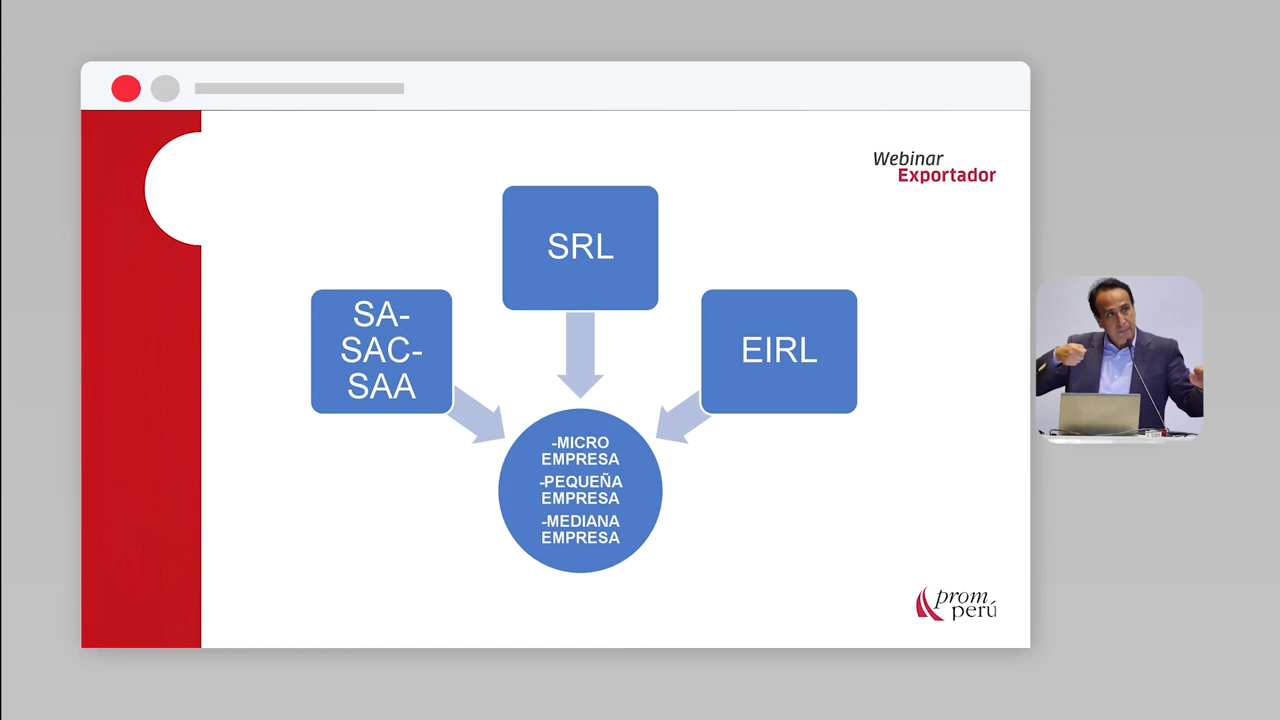 Webinar
Exportador
SRL
SA-
SAC-
SAA
EIRL
-MICRO
EMPRESA
-PEQUEÑA
EMPRESA
-MEDIANA
EMPRESA
prom
perú